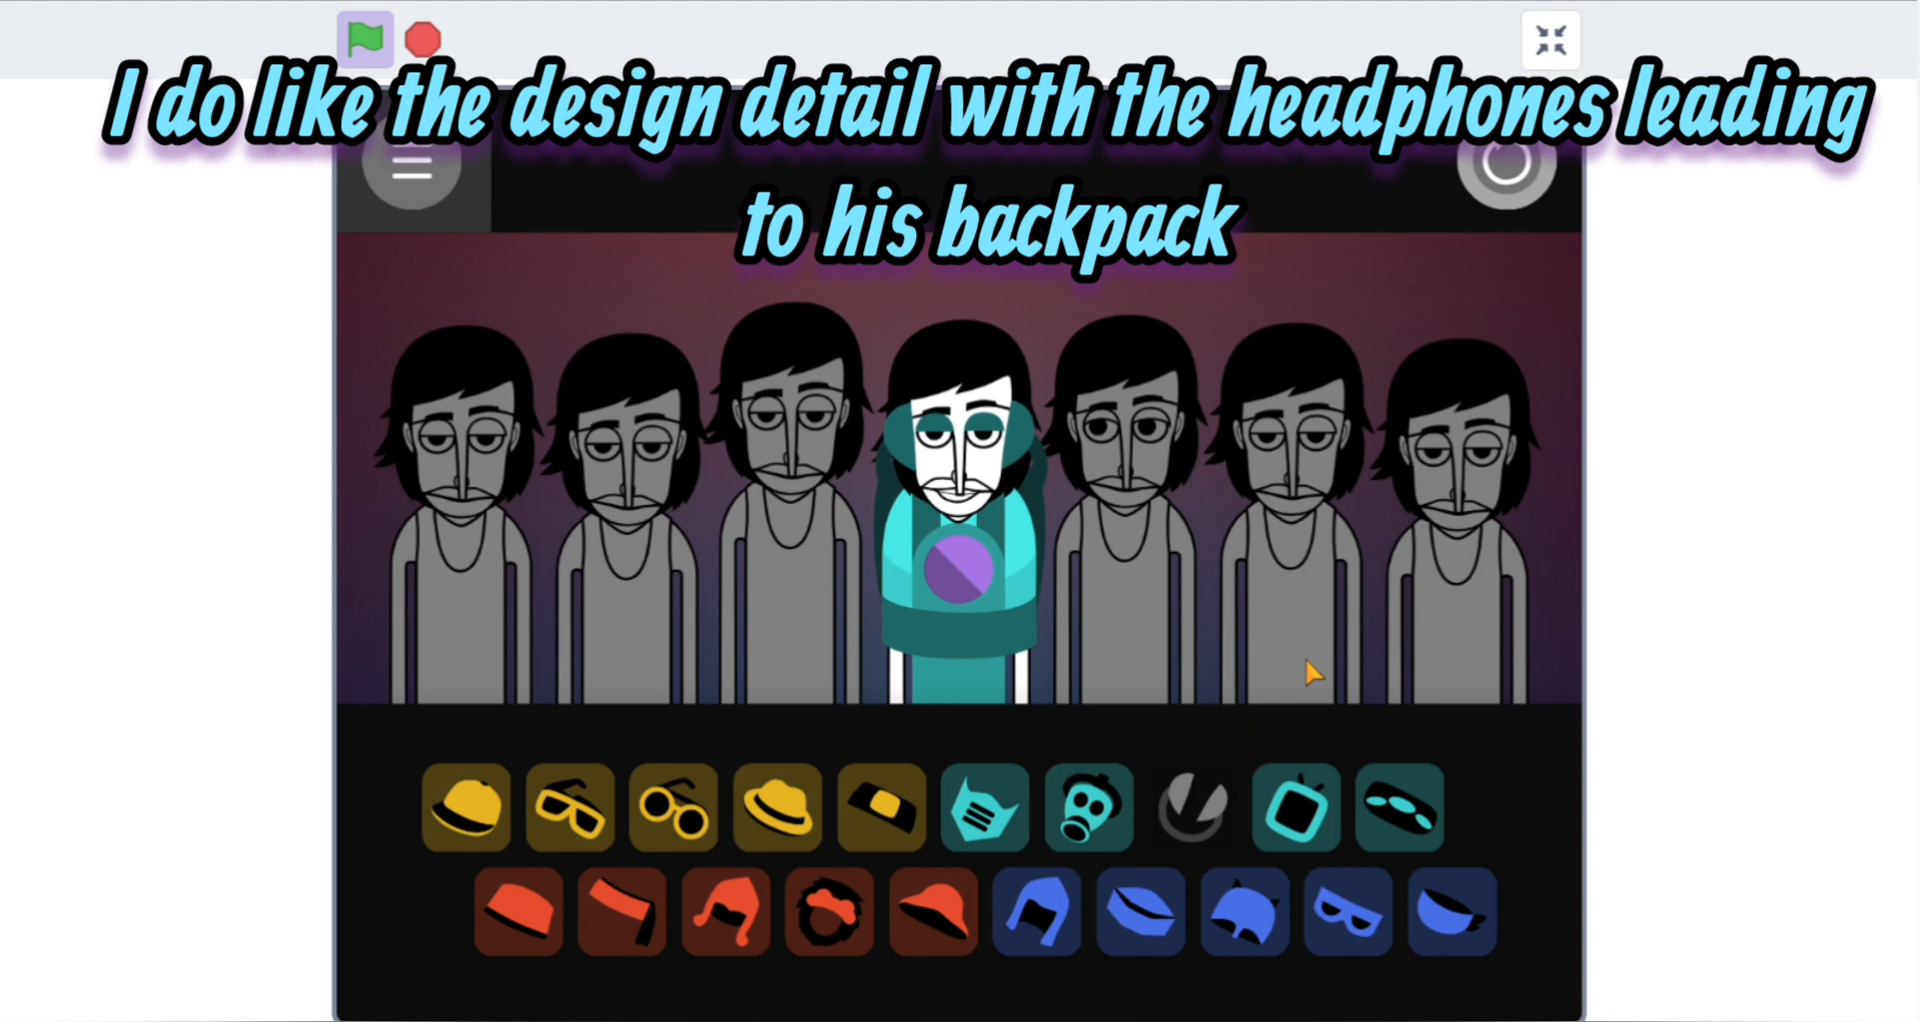 I do like the design detail with the headphones leading
to his backpack